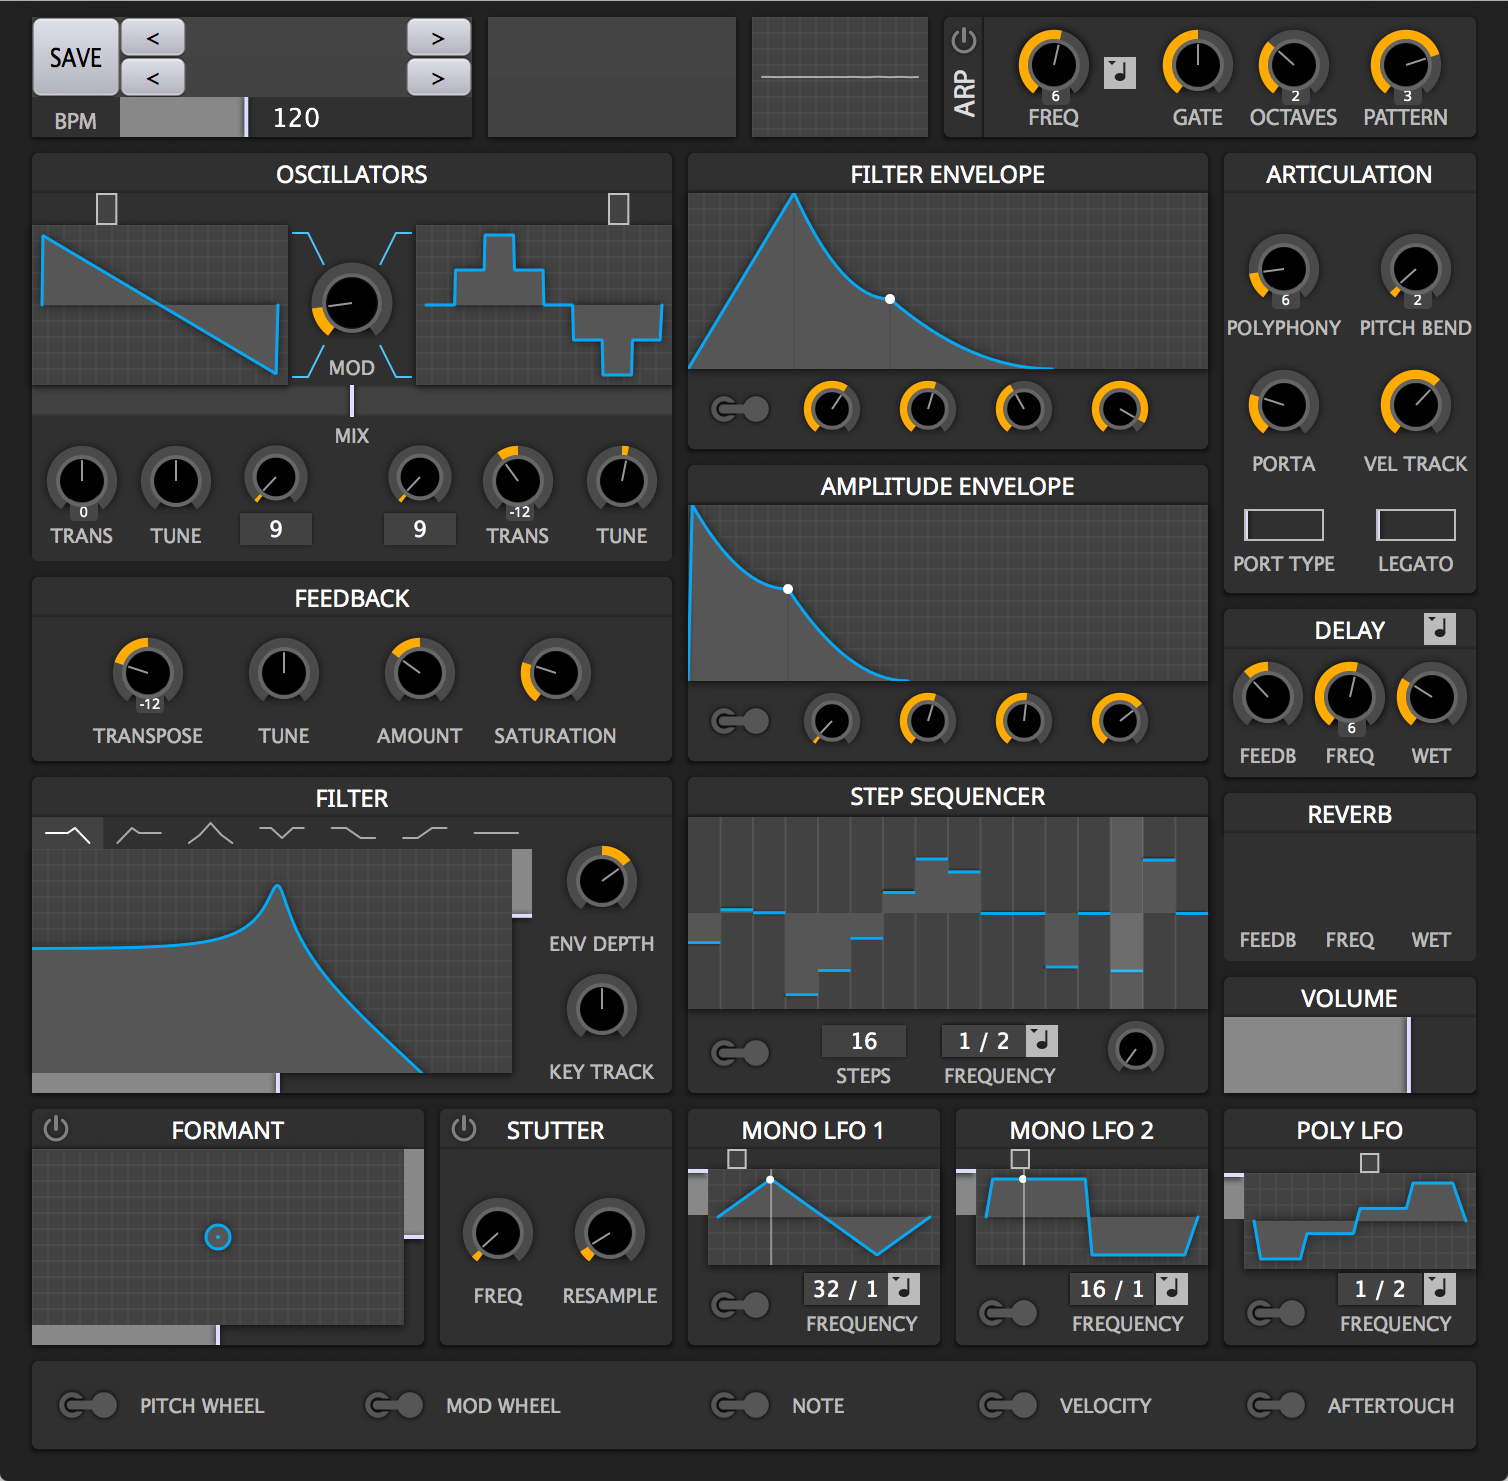 SAVE
<
>
<
>
BPM
120
ARP
6
2
3
FREQ
GATE
OCTAVES
PATTERN
OSCILLATORS
MOD
MIX
0
-12
9
9
TRANS
TUNE
TRANS
TUNE
FEEDBACK
-12
TRANSPOSE
TUNE
AMOUNT
SATURATION
FILTER
ENV DEPTH
KEY TRACK
FILTER ENVELOPE
AMPLITUDE ENVELOPE
STEP SEQUENCER
16
1 / 2
STEPS
FREQUENCY
ARTICULATION
6
2
POLYPHONY
PITCH BEND
PORTA
VEL TRACK
PORT TYPE
LEGATO
DELAY
6
FEEDB
FREQ
WET
REVERB
FEEDB
FREQ
WET
VOLUME
FORMANT
STUTTER
FREQ
RESAMPLE
MONO LFO 1
32 / 1
FREQUENCY
MONO LFO 2
16 / 1
FREQUENCY
POLY LFO
1 / 2
FREQUENCY
PITCH WHEEL
MOD WHEEL
NOTE
VELOCITY
AFTERTOUCH